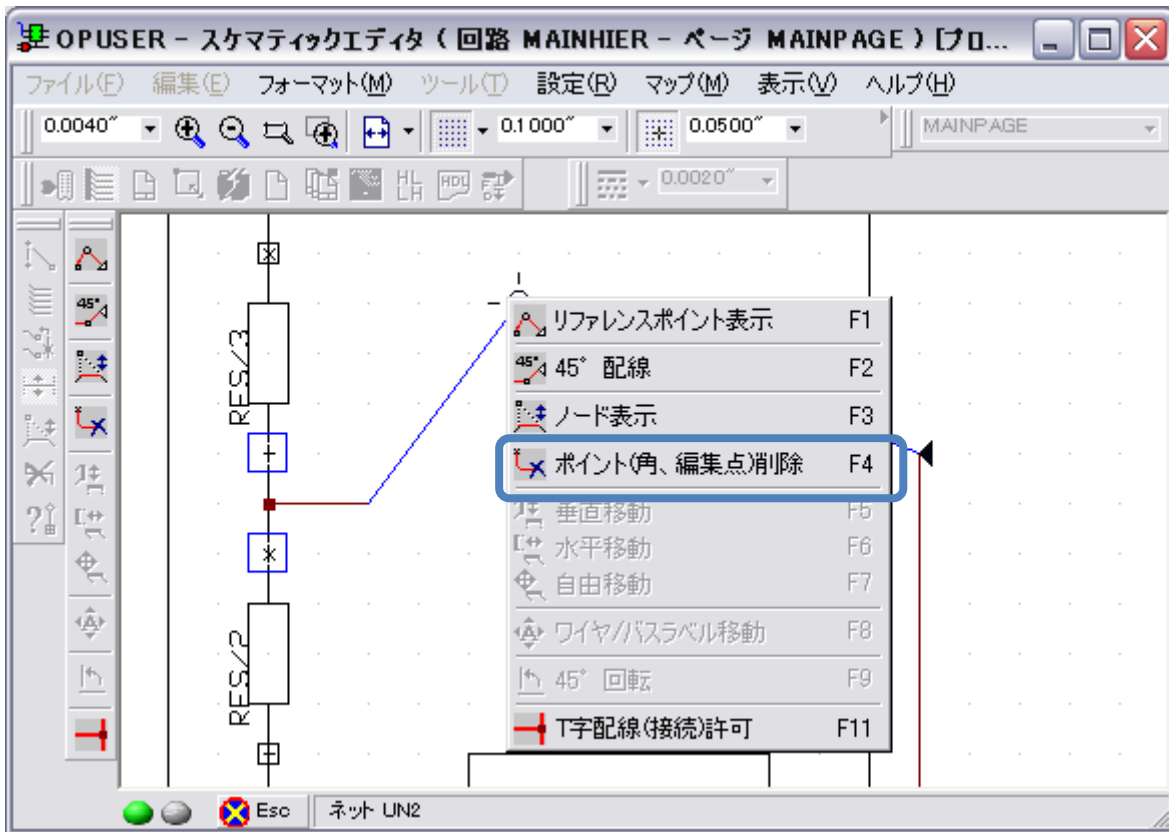 OPUSER - スケマティックエディタ ( 回路 MAINHIER - ページ MAINPAGE ) [プロ...
ファイル(F) 編集(E) フォーマット(M) ツール(T) 設定(R) マップ(M) 表示(V) ヘルプ(H)
0.0040" 0.1000" 0.0500" MAINPAGE
HL HDL 0.0020"
45°
RES/3
RES/2
リファレンスポイント表示 F1
45° 45° 配線 F2
ノード表示 F3
ポイント(角、編集点)削除 F4
垂直移動 F5
水平移動 F6
自由移動 F7
ワイヤ/バスラベル移動 F8
45° 回転 F9
T字配線(接続)許可 F11
Esc ネット UN2